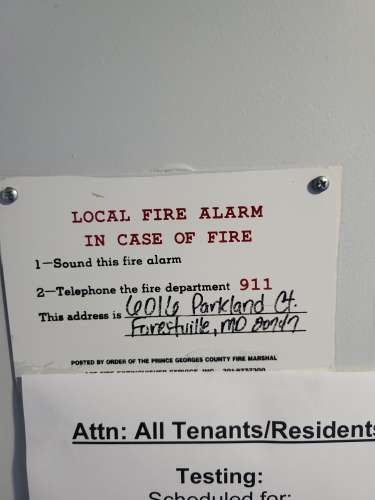 LOCAL FIRE ALARM
IN CASE OF FIRE
1—Sound this fire alarm
2—Telephone the fire department 911
This address is 6016 Parkland Ct.
Forestville, MD 20747
POSTED BY ORDER OF THE PRINCE GEORGES COUNTY FIRE MARSHAL
Attn: All Tenants/Residents
Testing:
Scheduled for: